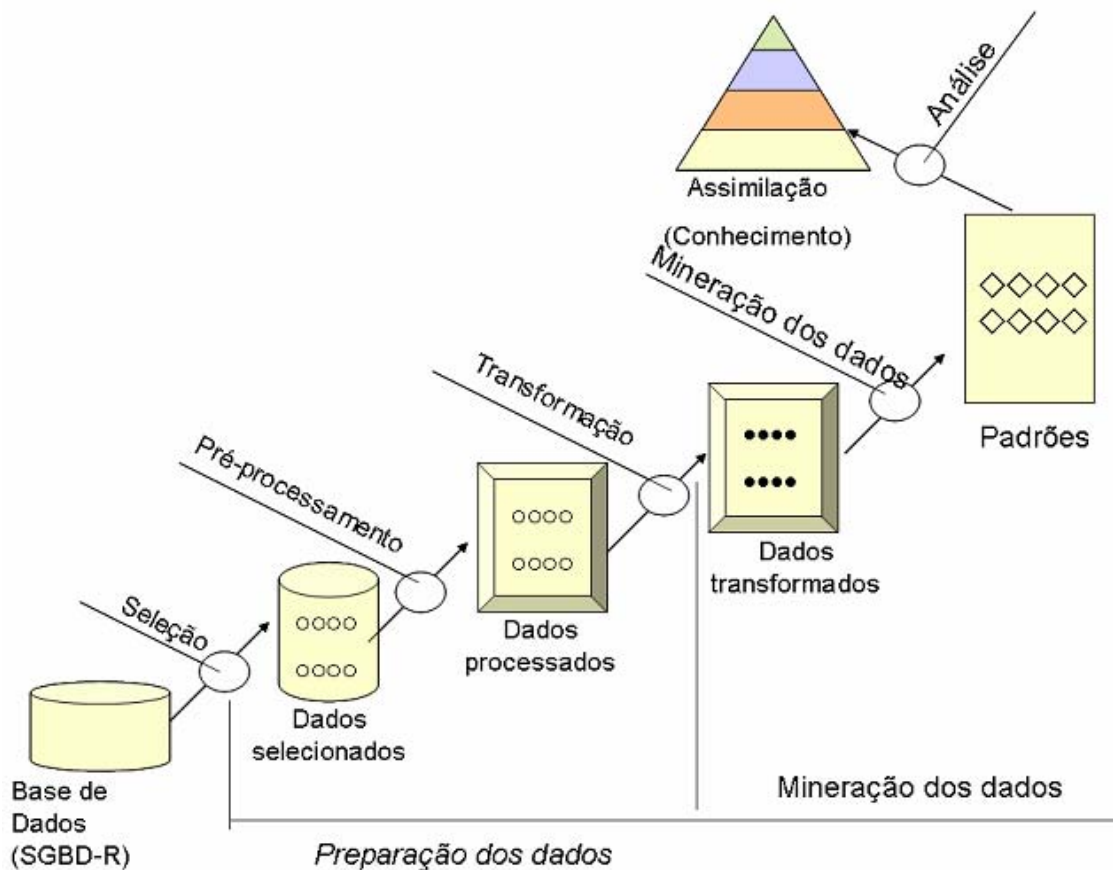 Análise
Assimilação
(Conhecimento)
Mineração dos dados
Padrões
Transformação
Dados
transformados
Pré-processamento
Dados
processados
Seleção
Dados
selecionados
Base de
Dados
(SGBD-R)
Mineração dos dados
Preparação dos dados